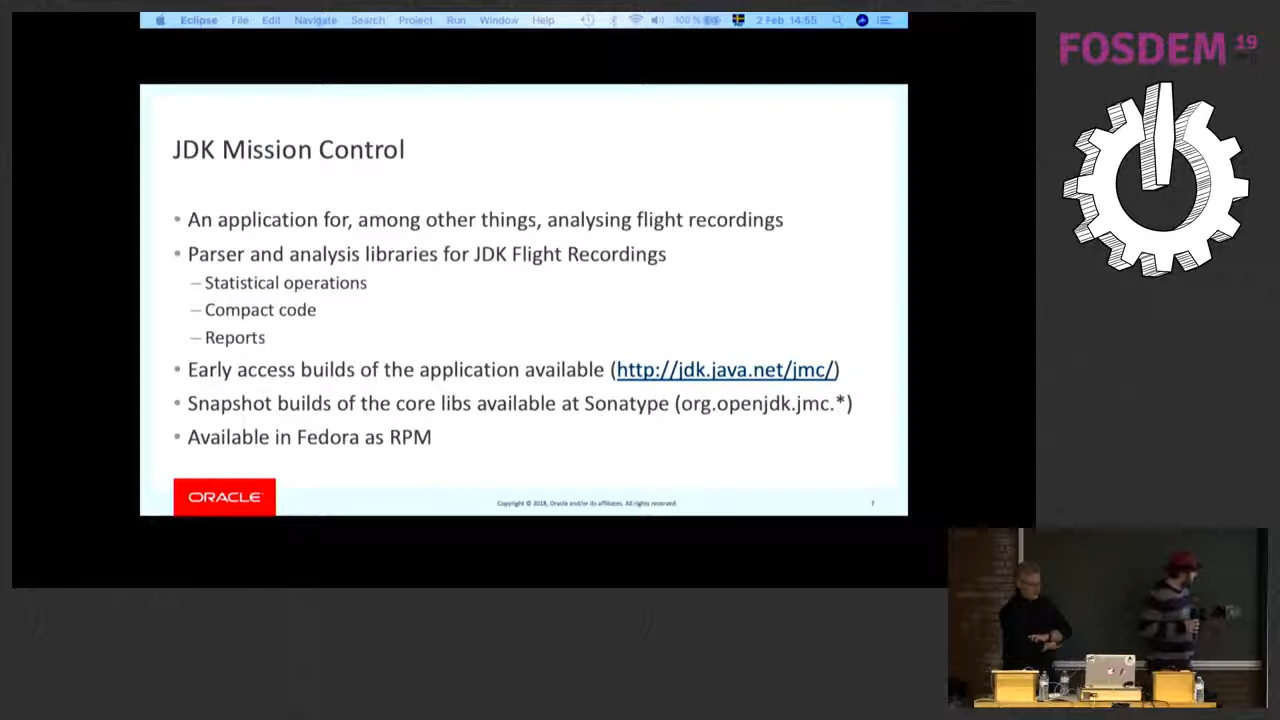 Eclipse File Edit Navigate Search Project Run Window Help 100 % 2 Feb 14:55
FOSDEM 19
JDK Mission Control
• An application for, among other things, analysing flight recordings
• Parser and analysis libraries for JDK Flight Recordings
– Statistical operations
– Compact code
– Reports
• Early access builds of the application available (http://jdk.java.net/jmc/)
• Snapshot builds of the core libs available at Sonatype (org.openjdk.jmc.*)
• Available in Fedora as RPM
ORACLE
Copyright © 2018, Oracle and/or its affiliates. All rights reserved.
7